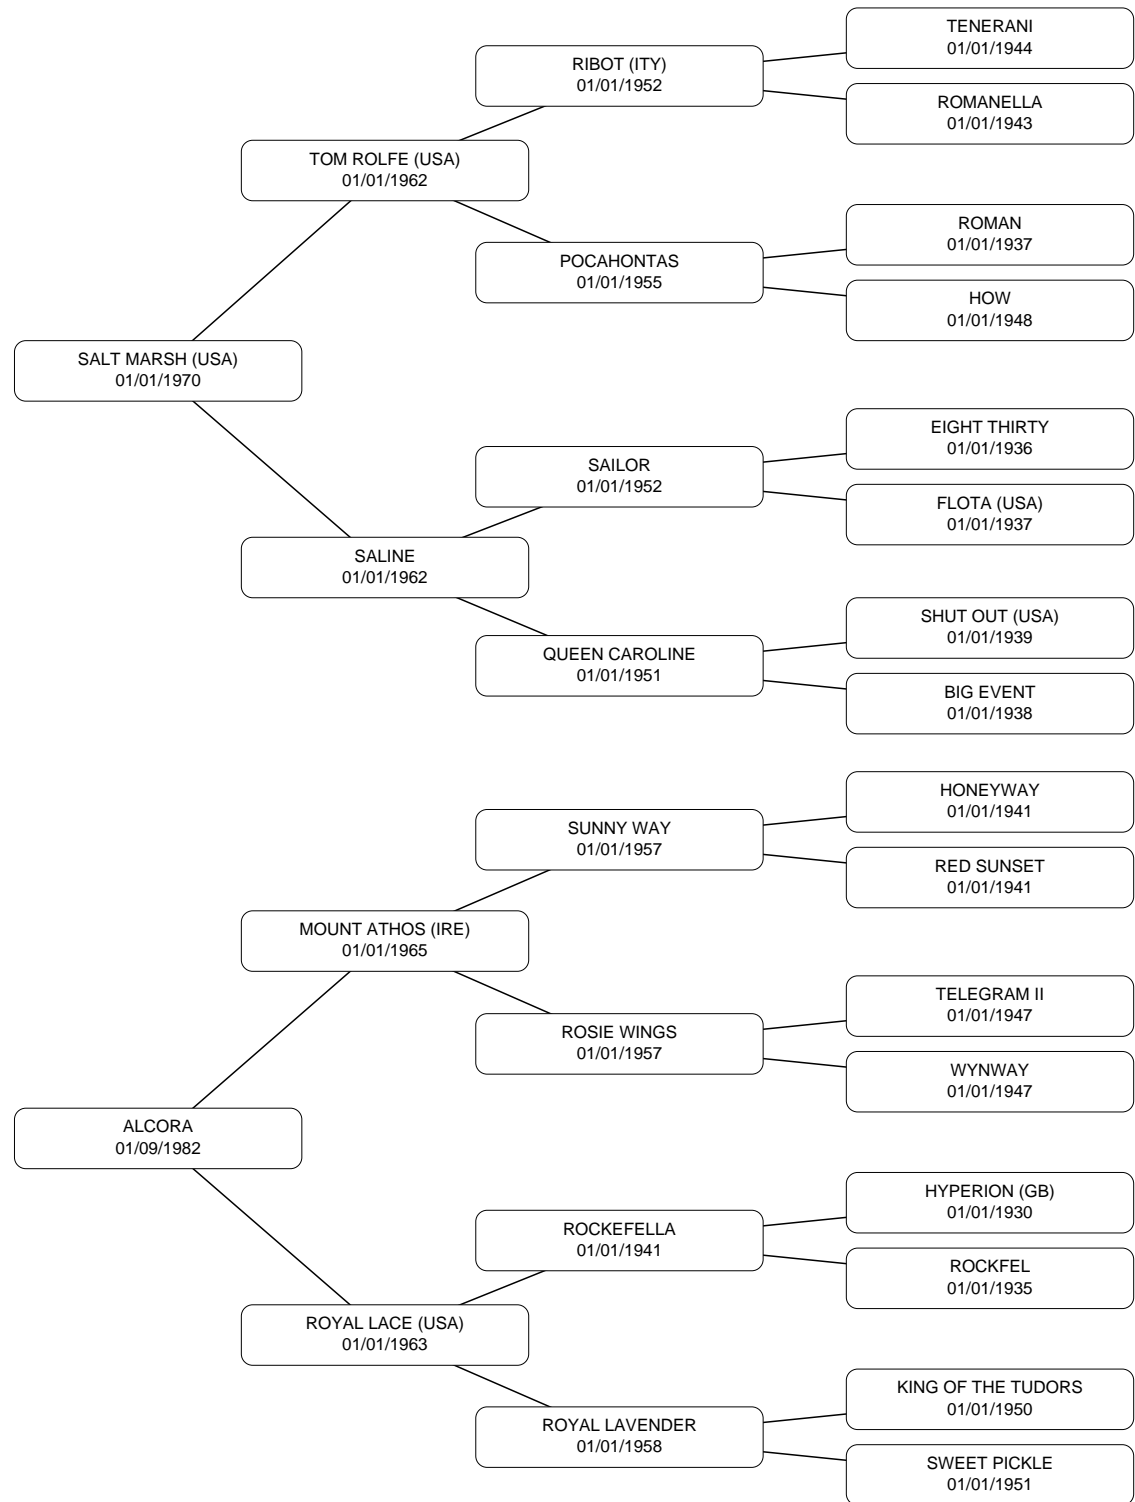 TENERANI
01/01/1944
RIBOT (ITY)
01/01/1952
ROMANELLA
01/01/1943
TOM ROLFE (USA)
01/01/1962
ROMAN
01/01/1937
POCAHONTAS
01/01/1955
HOW
01/01/1948
SALT MARSH (USA)
01/01/1970
EIGHT THIRTY
01/01/1936
SAILOR
01/01/1952
FLOTA (USA)
01/01/1937
SALINE
01/01/1962
SHUT OUT (USA)
01/01/1939
QUEEN CAROLINE
01/01/1951
BIG EVENT
01/01/1938
HONEYWAY
01/01/1941
SUNNY WAY
01/01/1957
RED SUNSET
01/01/1941
MOUNT ATHOS (IRE)
01/01/1965
TELEGRAM II
01/01/1947
ROSIE WINGS
01/01/1957
WYNWAY
01/01/1947
ALCORA
01/09/1982
HYPERION (GB)
01/01/1930
ROCKEFELLA
01/01/1941
ROCKFEL
01/01/1935
ROYAL LACE (USA)
01/01/1963
KING OF THE TUDORS
01/01/1950
ROYAL LAVENDER
01/01/1958
SWEET PICKLE
01/01/1951